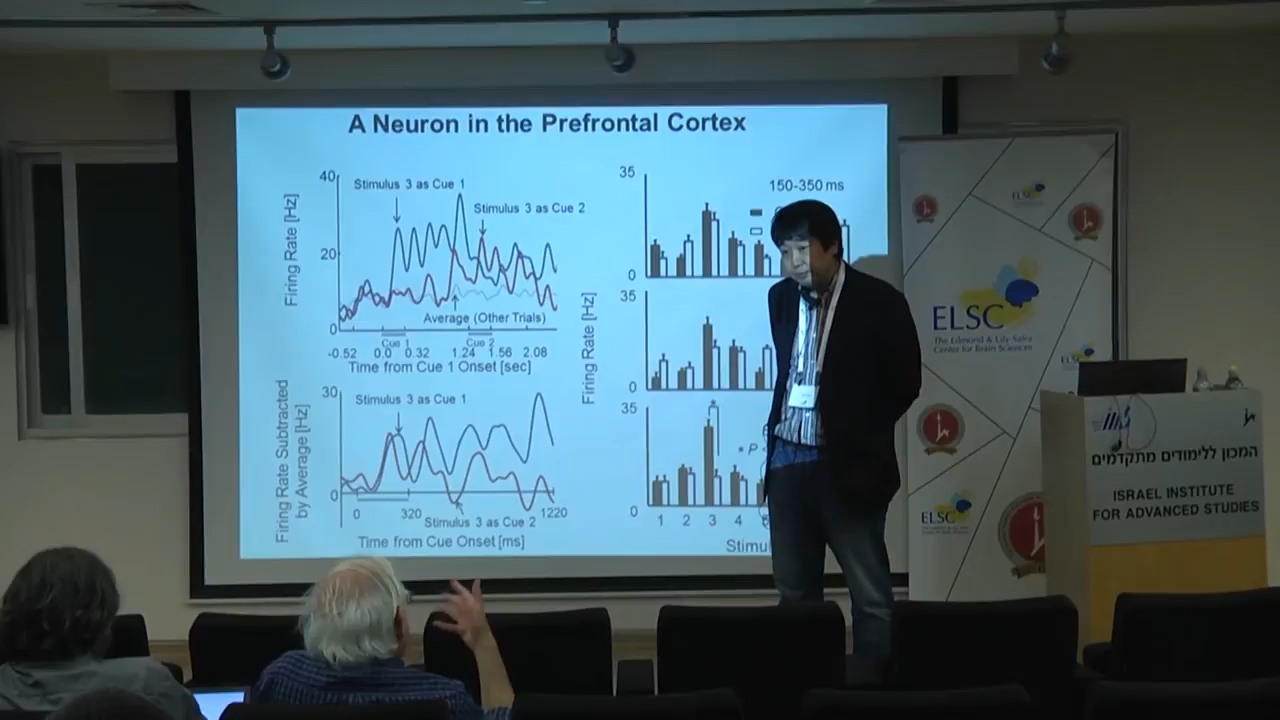 A Neuron in the Prefrontal Cortex
40
20
0
Firing Rate [Hz]
Stimulus 3 as Cue 1
Stimulus 3 as Cue 2
Average (Other Trials)
Cue 1
Cue 2
-0.52 0.0 0.32 1.24 1.56 2.08
Time from Cue 1 Onset [sec]
Firing Rate Subtracted
by Average [Hz]
30
0
Stimulus 3 as Cue 1
0 320 1220
Stimulus 3 as Cue 2
Time from Cue Onset [ms]
35
150-350 ms
0
Firing Rate [Hz]
35
0
35
* P
0
1 2 3 4
Stimu
ELSC
ELSC
The Edmond & Lily Safra
Center for Brain Sciences
ELSC
ELSC
המכון ללימודים מתקדמים
ISRAEL INSTITUTE
FOR ADVANCED STUDIES